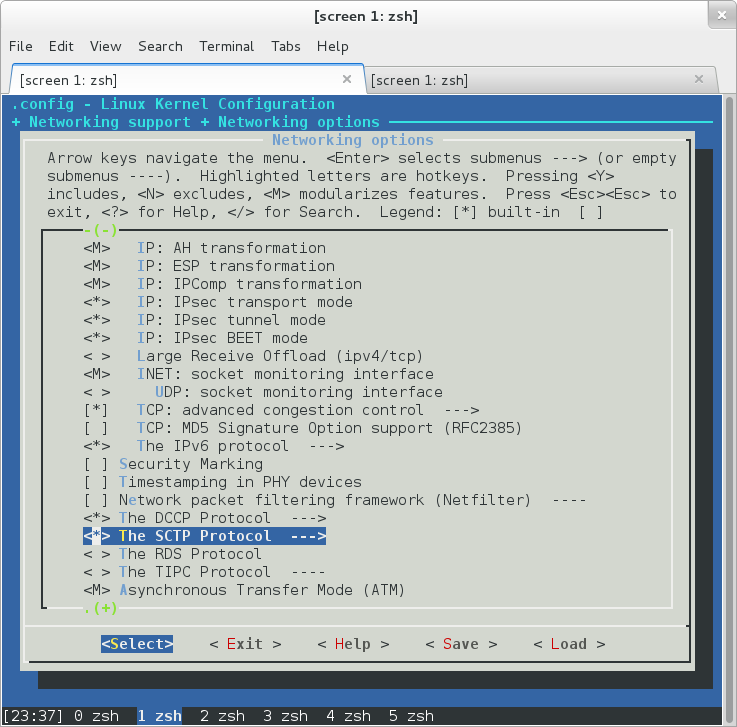 [screen 1: zsh]
File Edit View Search Terminal Tabs Help
[screen 1: zsh] [screen 1: zsh]
.config - Linux Kernel Configuration
+ Networking support + Networking options
Networking options
Arrow keys navigate the menu.  <Enter> selects submenus ---> (or empty
submenus ----).  Highlighted letters are hotkeys.  Pressing <Y>
includes, <N> excludes, <M> modularizes features.  Press <Esc><Esc> to
exit, <?> for Help, </> for Search.  Legend: [*] built-in  [ ]
-(-)
<M>   IP: AH transformation
<M>   IP: ESP transformation
<M>   IP: IPComp transformation
<*>   IP: IPsec transport mode
<*>   IP: IPsec tunnel mode
<*>   IP: IPsec BEET mode
< >   Large Receive Offload (ipv4/tcp)
<M>   INET: socket monitoring interface
< >     UDP: socket monitoring interface
[*]   TCP: advanced congestion control  --->
[ ]   TCP: MD5 Signature Option support (RFC2385)
<*>   The IPv6 protocol  --->
[ ] Security Marking
[ ] Timestamping in PHY devices
[ ] Network packet filtering framework (Netfilter)  ----
<*> The DCCP Protocol  --->
<*> The SCTP Protocol  --->
< > The RDS Protocol
< > The TIPC Protocol  ----
<M> Asynchronous Transfer Mode (ATM)
.(+)
<Select>    < Exit >    < Help >    < Save >    < Load >
[23:37] 0 zsh  1 zsh  2 zsh  3 zsh  4 zsh  5 zsh